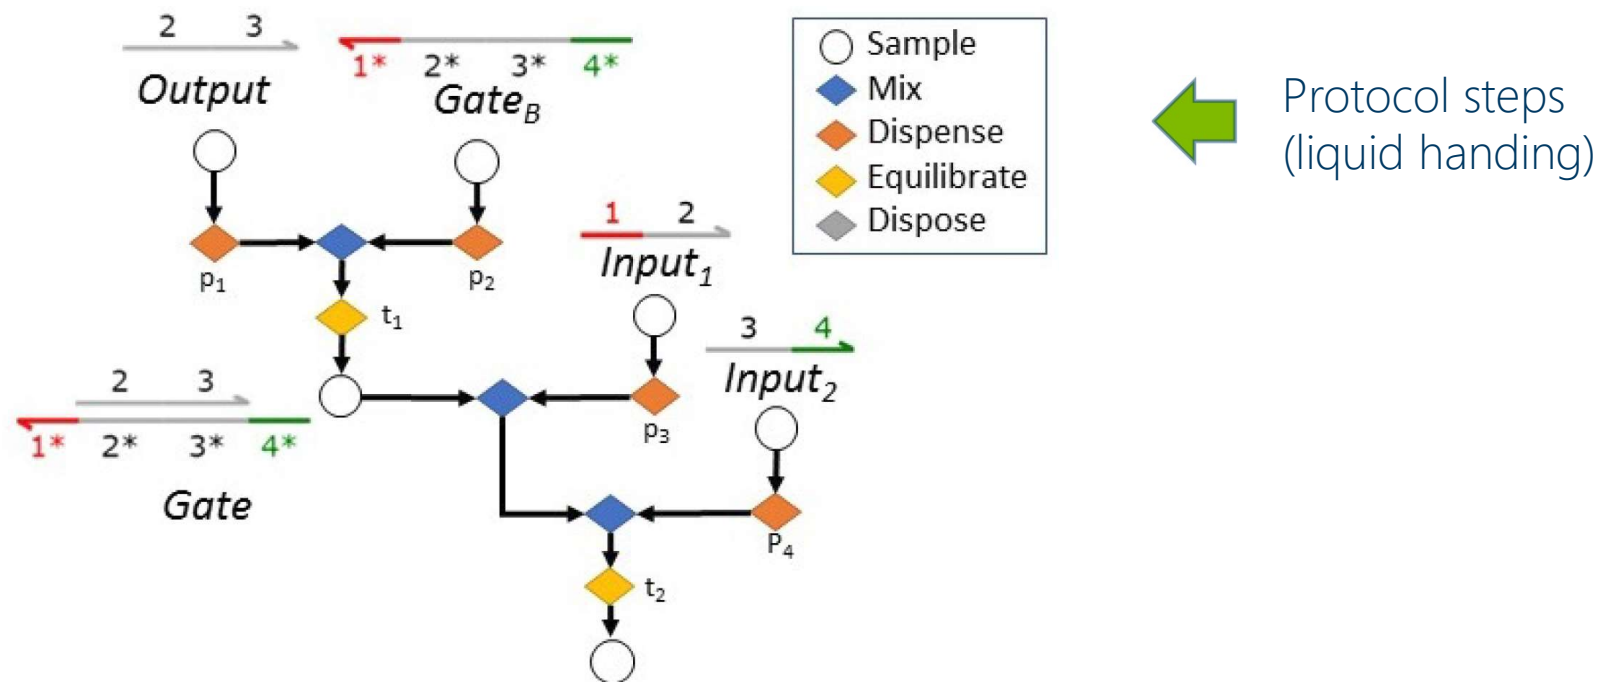 2 3
Output
1* 2* 3* 4*
Gate_B
Sample
Mix
Dispense
Equilibrate
Dispose
Protocol steps
(liquid handing)
p₁
p₂
1 2
Input₁
t₁
3 4
Input₂
2 3
1* 2* 3* 4*
Gate
p₃
P₄
t₂